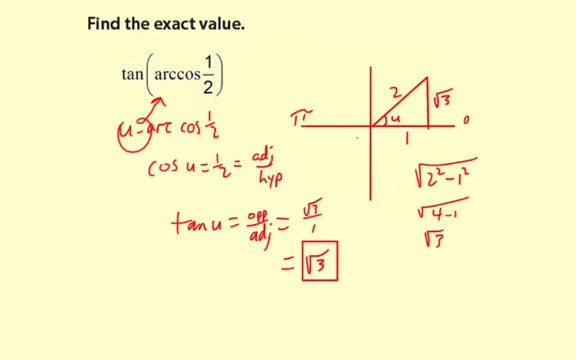 Find the exact value.
tan(arccos 1/2)
u = arc cos 1/2
cos u = 1/2 = adj/hyp
tan u = opp/adj = √3/1
= √3
π 2 u √3 1 0
√2²-1²
√4-1
√3